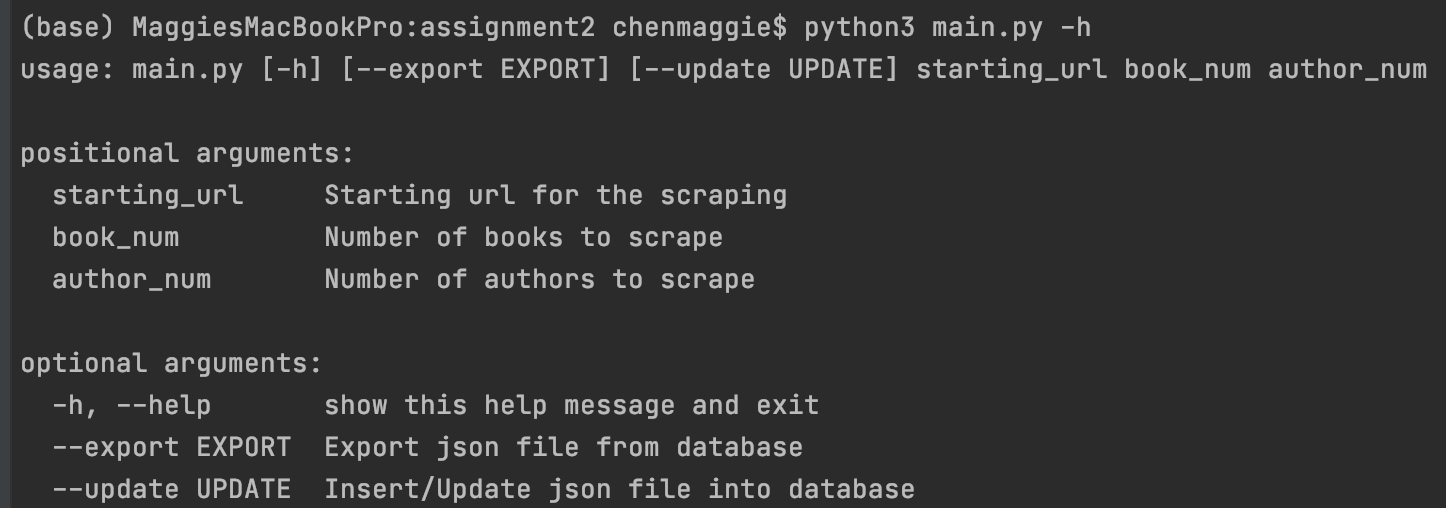 (base) MaggiesMacBookPro:assignment2 chenmaggie$ python3 main.py -h
usage: main.py [-h] [--export EXPORT] [--update UPDATE] starting_url book_num author_num
positional arguments:
  starting_url     Starting url for the scraping
  book_num         Number of books to scrape
  author_num       Number of authors to scrape
optional arguments:
  -h, --help       show this help message and exit
  --export EXPORT  Export json file from database
  --update UPDATE  Insert/Update json file into database